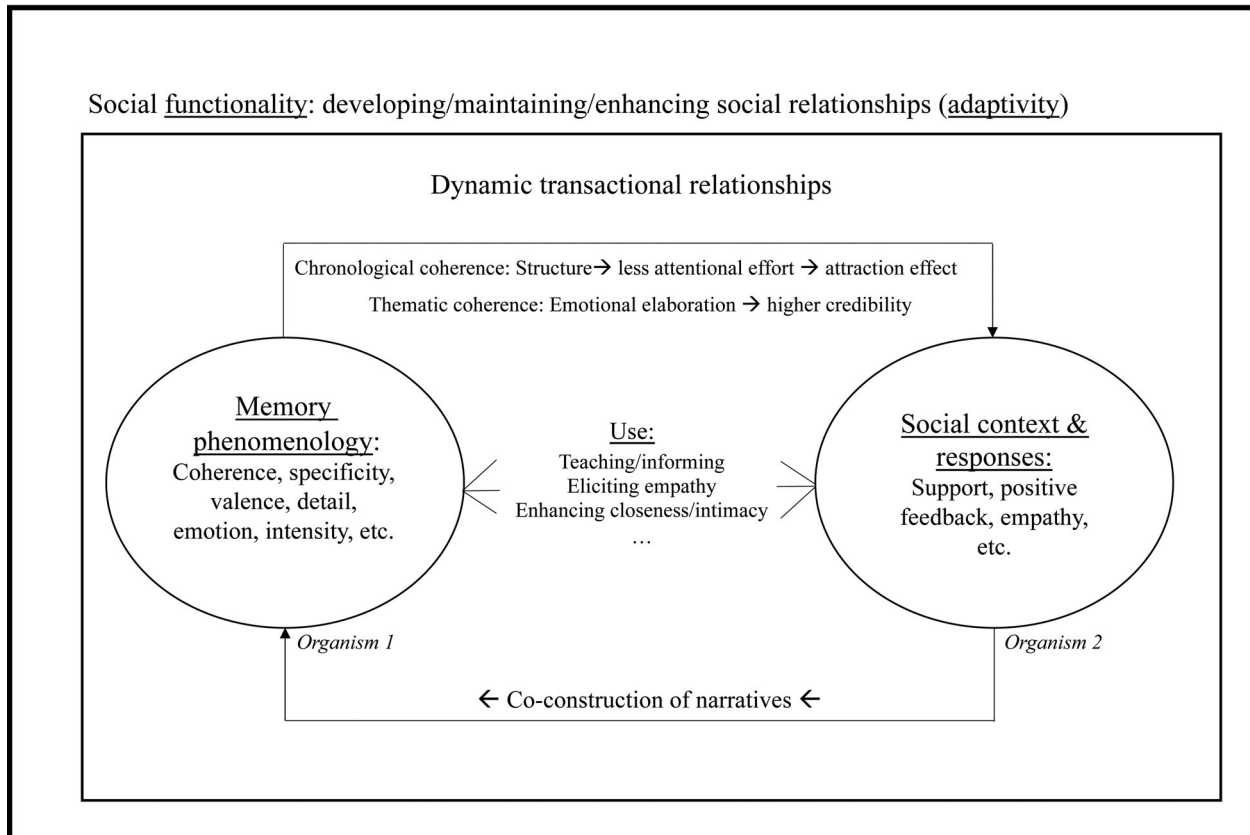 Social functionality: developing/maintaining/enhancing social relationships (adaptivity)
Dynamic transactional relationships
Chronological coherence: Structure→ less attentional effort → attraction effect
Thematic coherence: Emotional elaboration → higher credibility
Memory
phenomenology:
Coherence, specificity,
valence, detail,
emotion, intensity, etc.
Use:
Teaching/informing
Eliciting empathy
Enhancing closeness/intimacy
…
Social context &
responses:
Support, positive
feedback, empathy,
etc.
Organism 1
Organism 2
← Co-construction of narratives ←